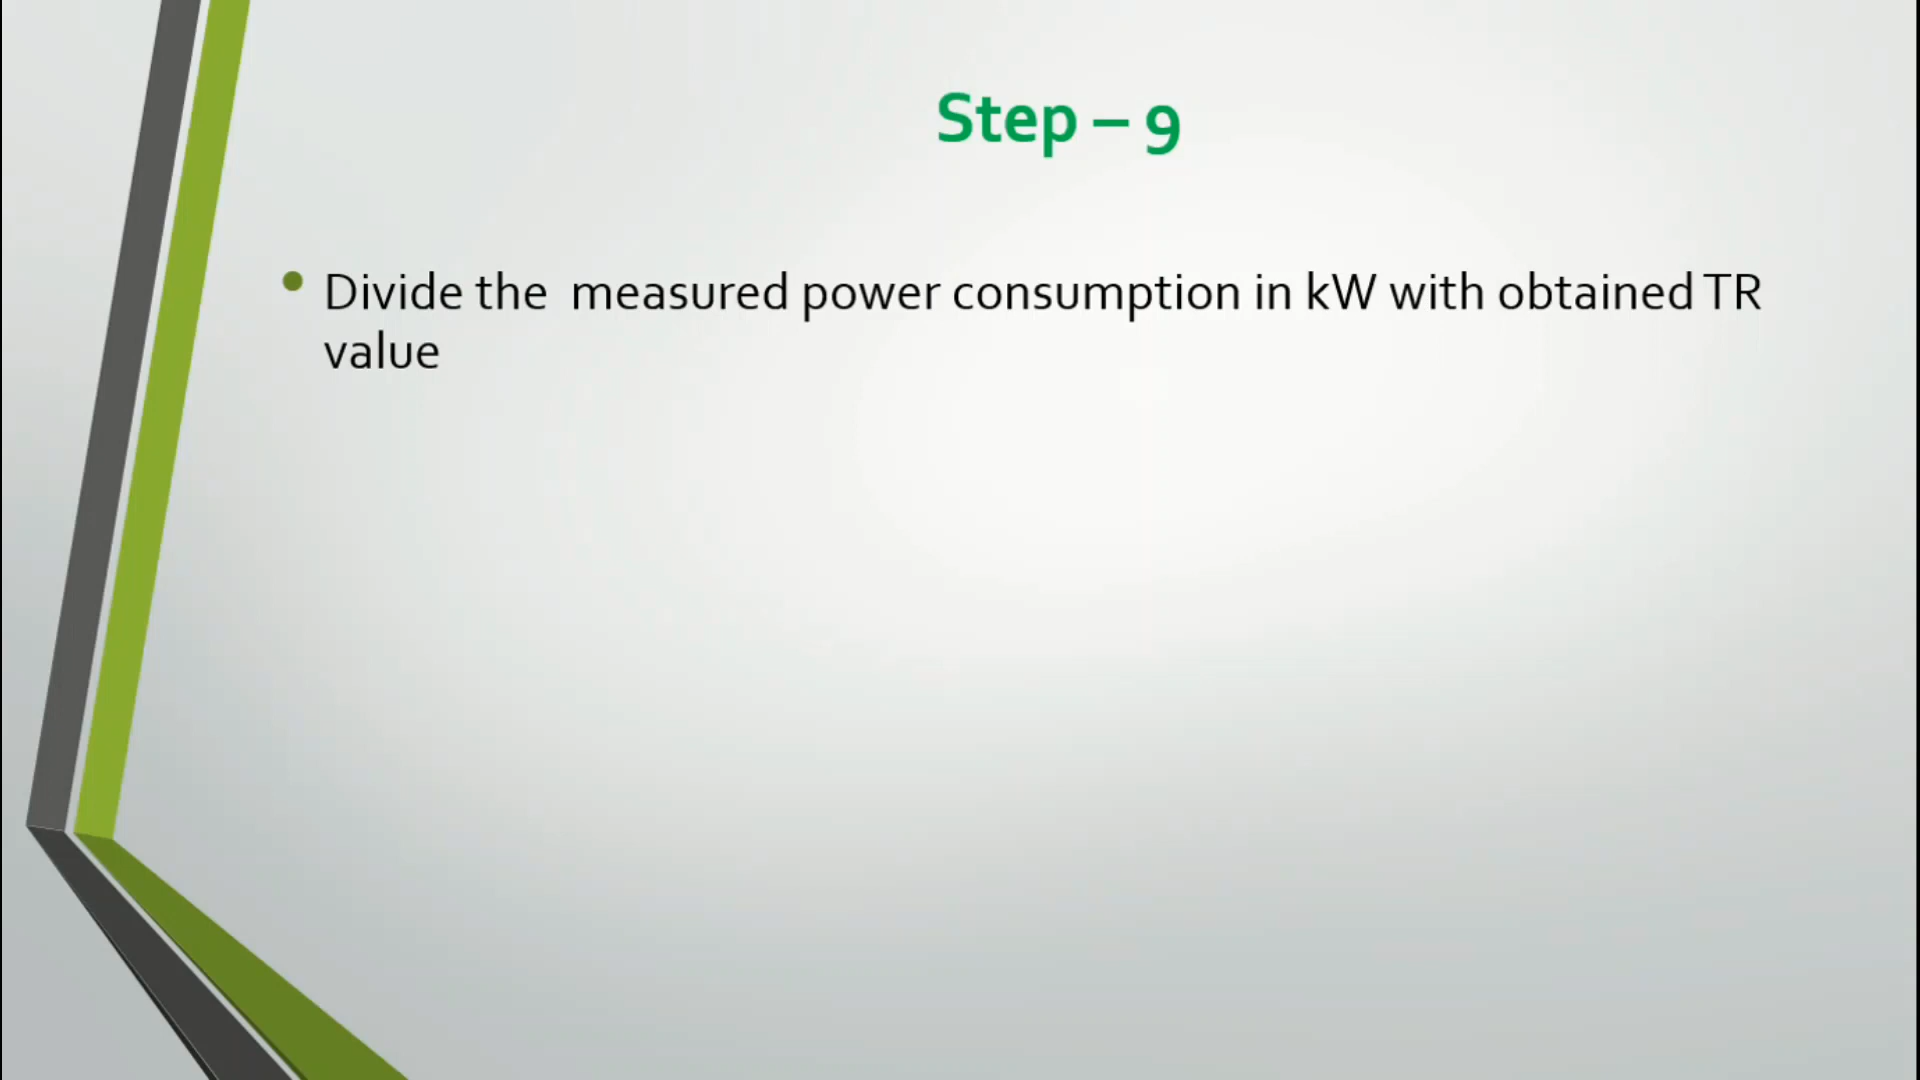 Step – 9
• Divide the  measured power consumption in kW with obtained TR
value